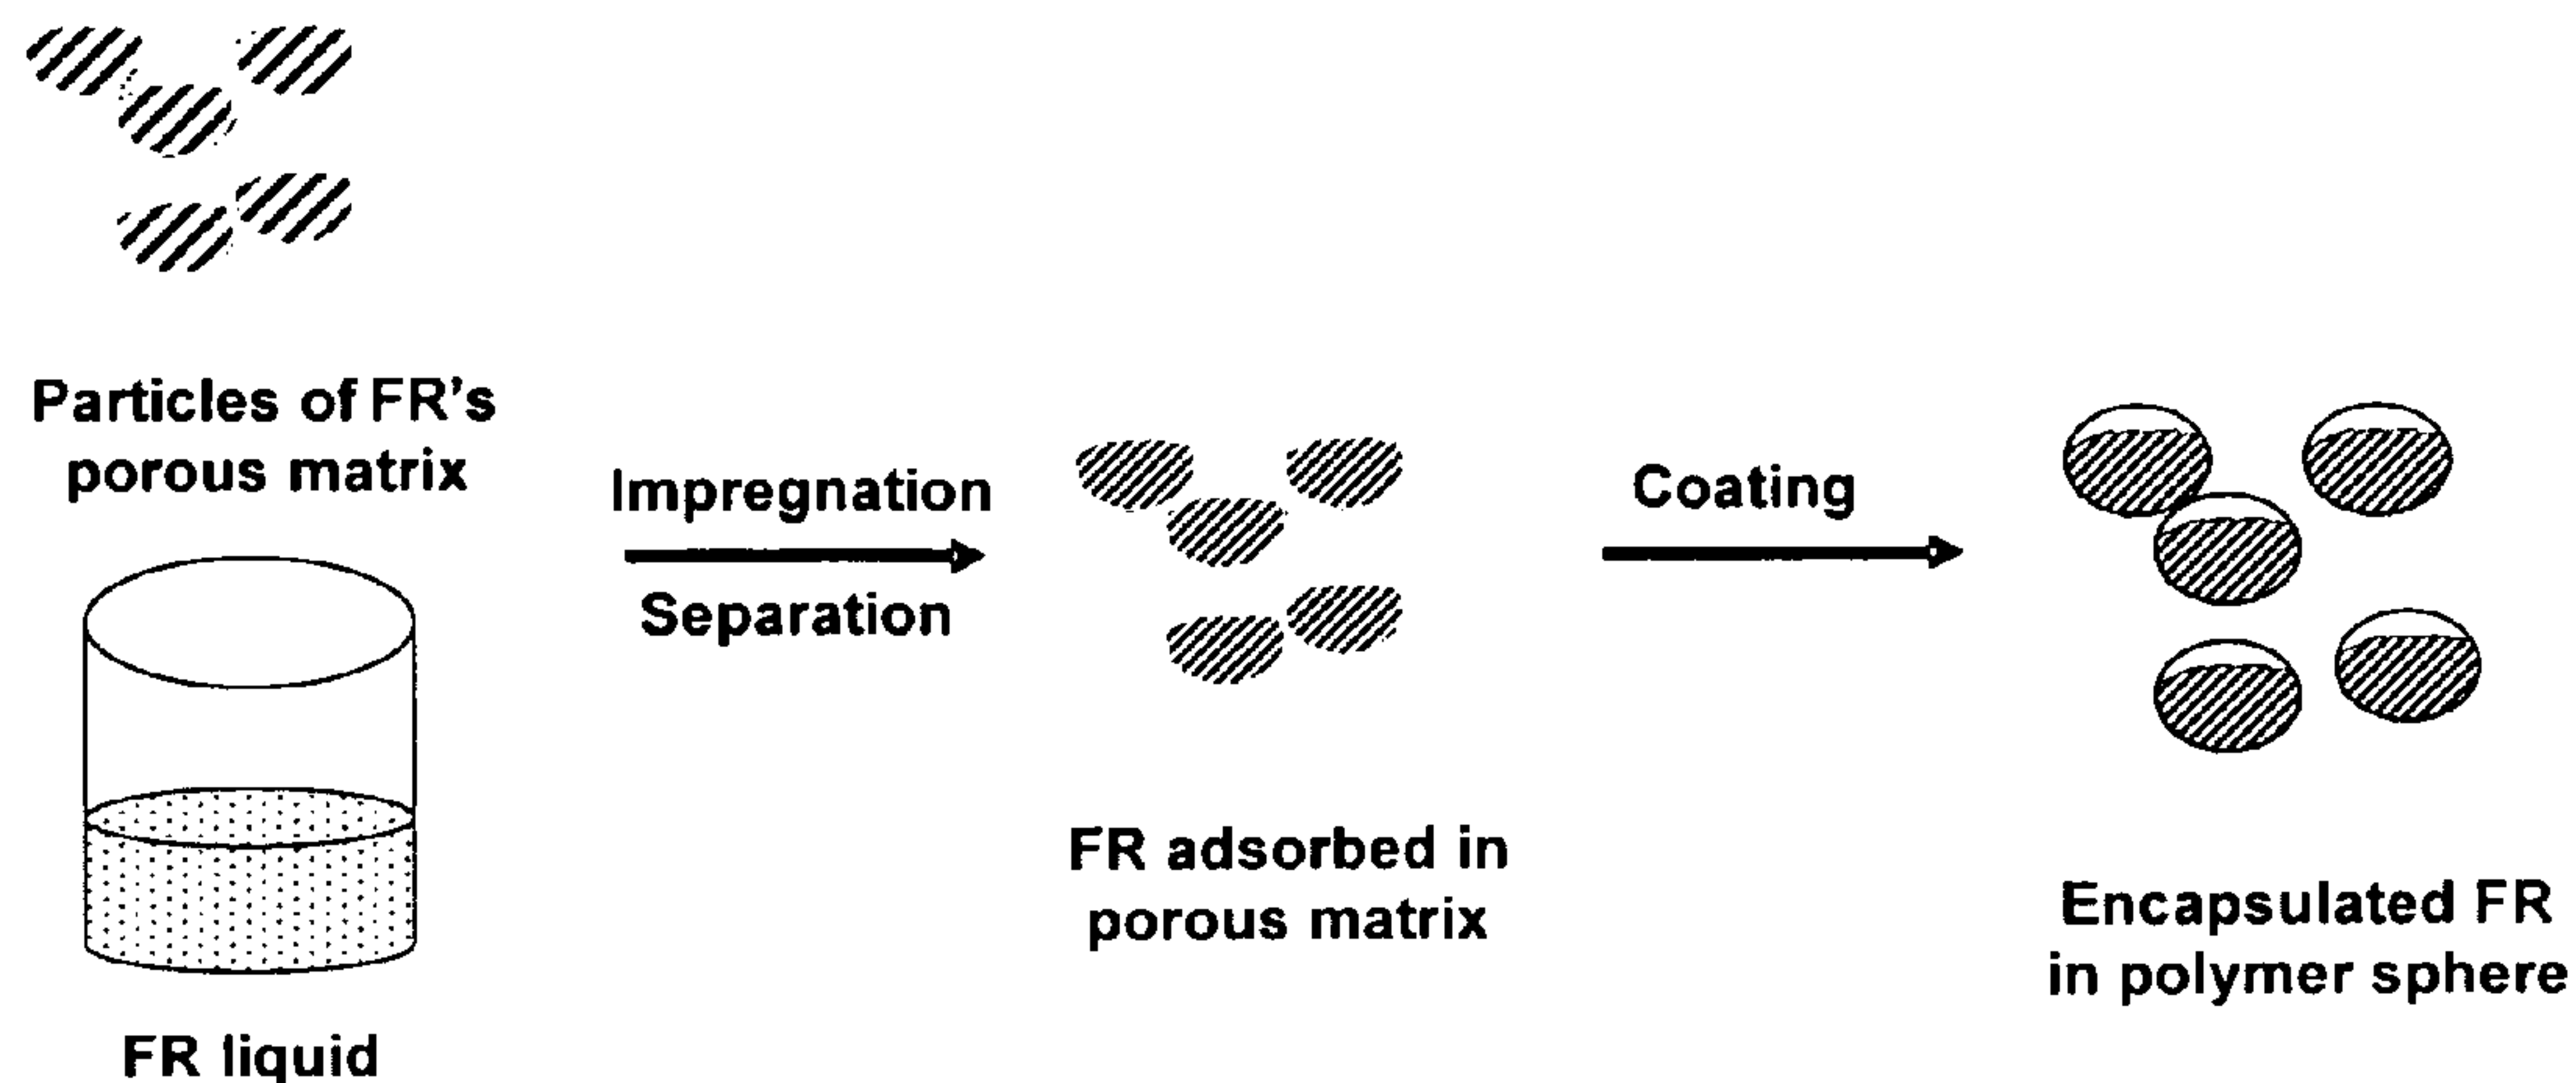 Particles of FR's
porous matrix
FR liquid
Impregnation
Separation
FR adsorbed in
porous matrix
Coating
Encapsulated FR
in polymer sphere